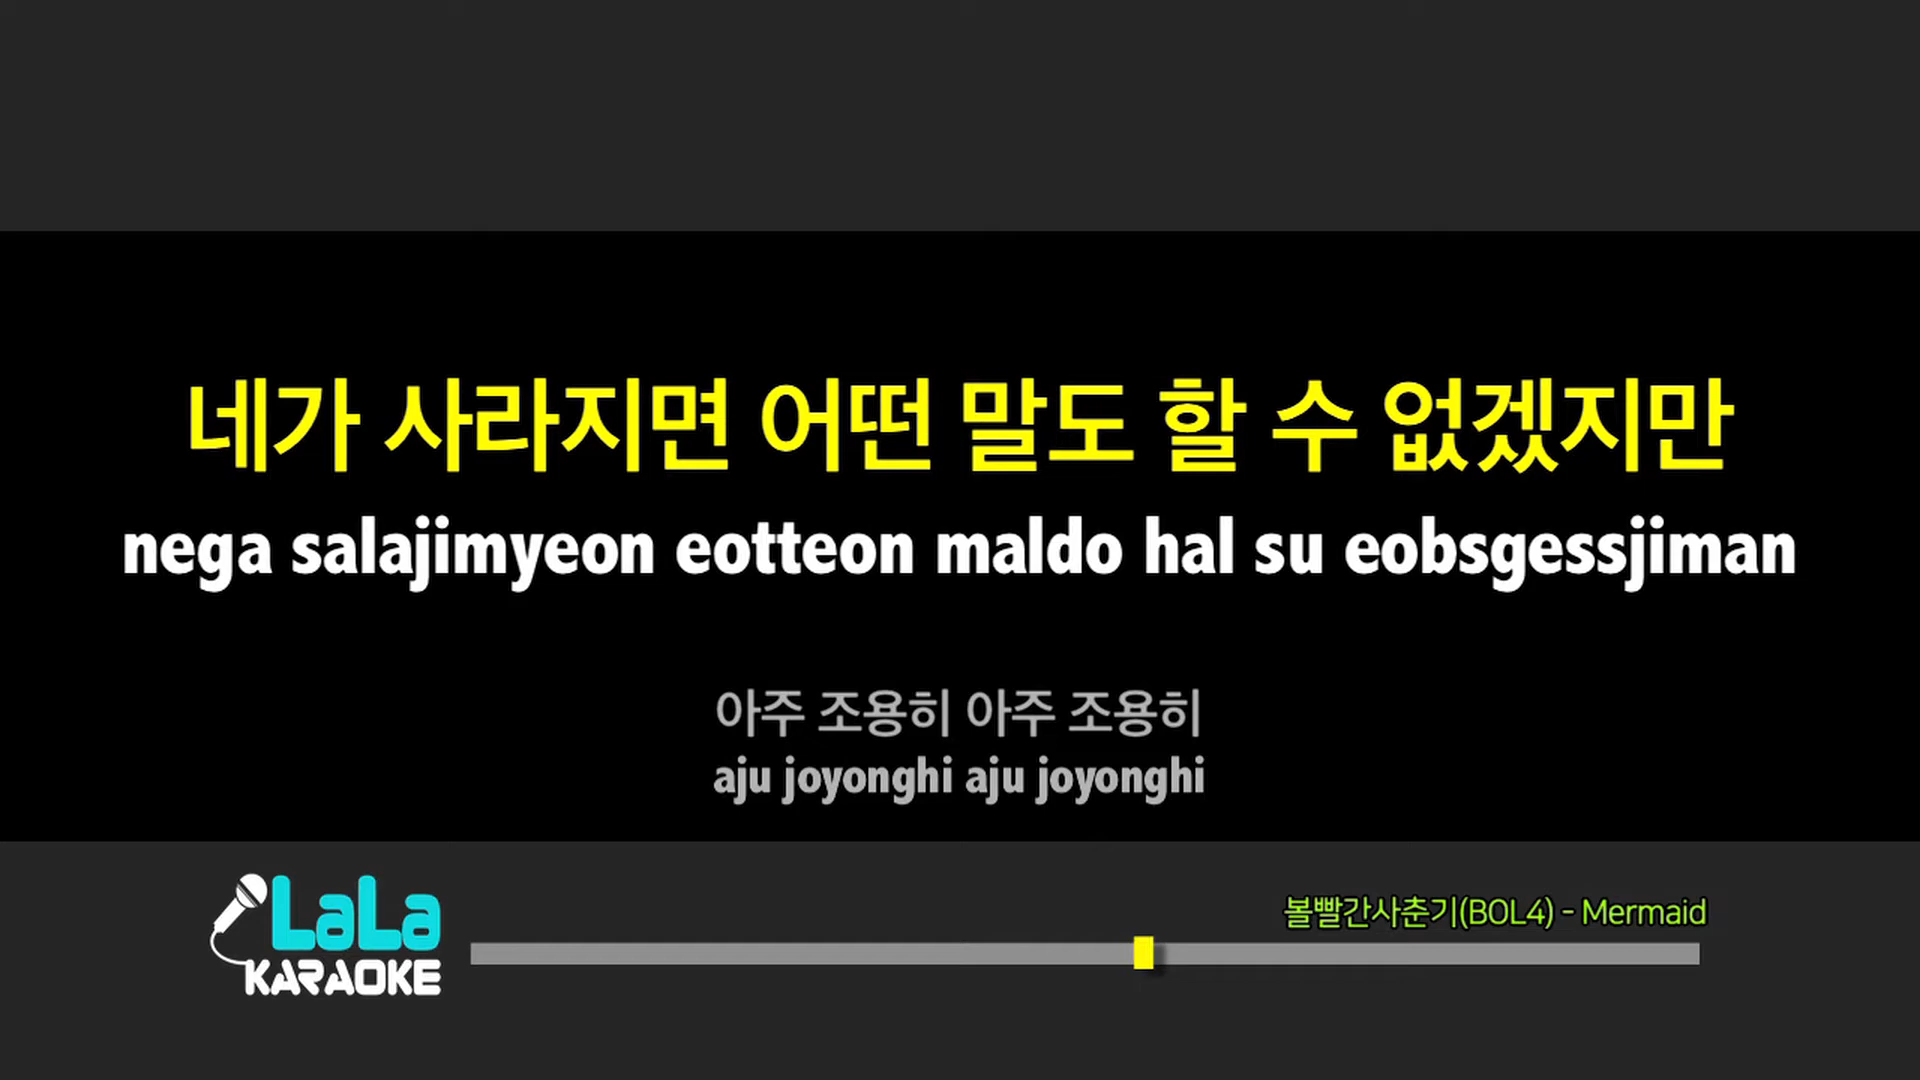 네가 사라지면 어떤 말도 할 수 없겠지만
nega salajimyeon eotteon maldo hal su eobsgessjiman
아주 조용히 아주 조용히
aju joyonghi aju joyonghi
LaLa
KARAOKE
볼빨간사춘기(BOL4) - Mermaid